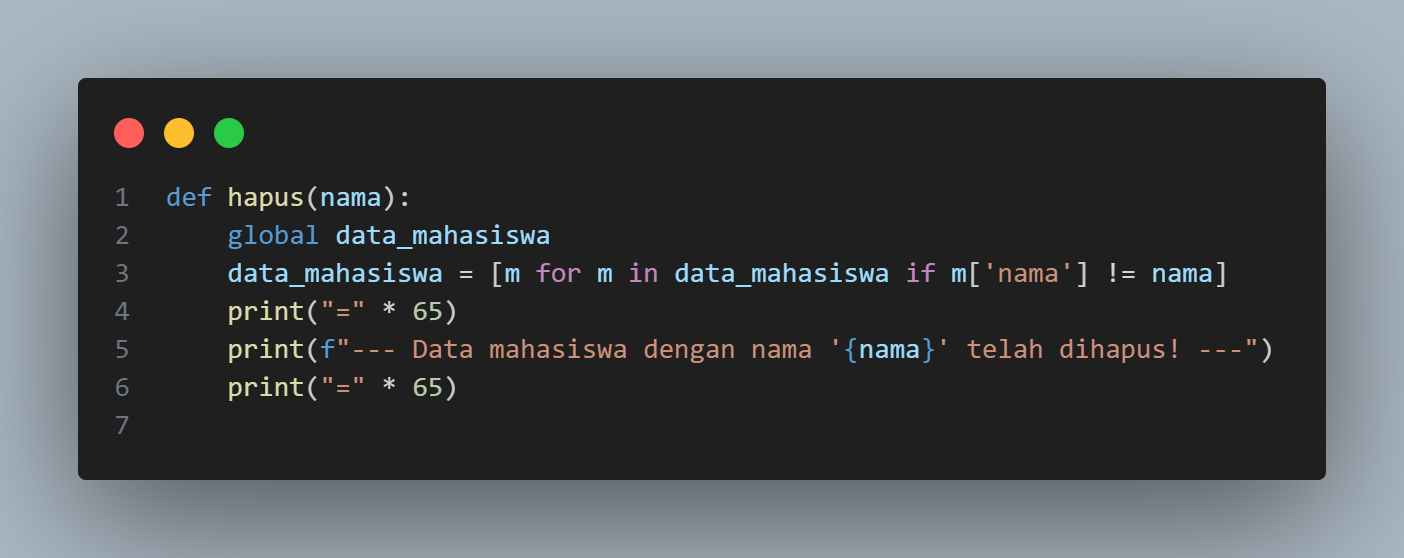 1 def hapus(nama):
2     global data_mahasiswa
3     data_mahasiswa = [m for m in data_mahasiswa if m['nama'] != nama]
4     print("=" * 65)
5     print(f"--- Data mahasiswa dengan nama '{nama}' telah dihapus! ---")
6     print("=" * 65)
7